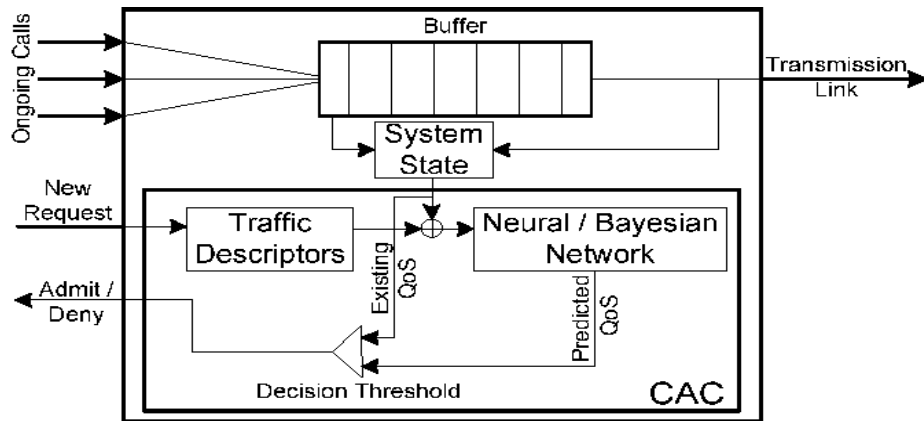 Buffer
Ongoing Calls
Transmission
Link
System
State
New
Request
Traffic
Descriptors
Neural / Bayesian
Network
Existing
QoS
Predicted
QoS
Admit /
Deny
Decision Threshold
CAC